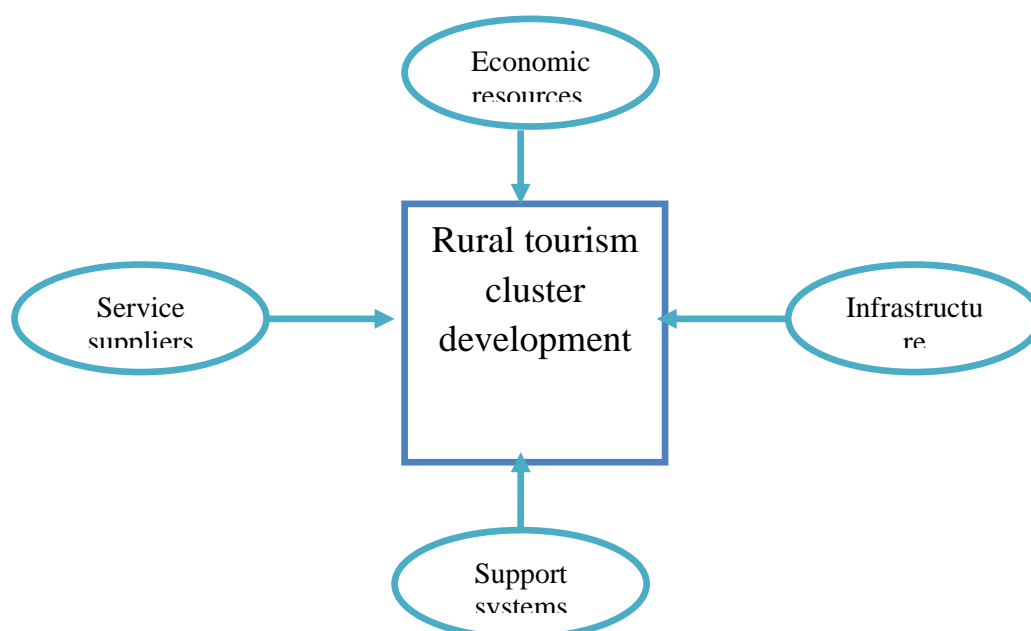 Economic
resources
Rural tourism
cluster
development
Service
suppliers
Infrastructu
re
Support
systems